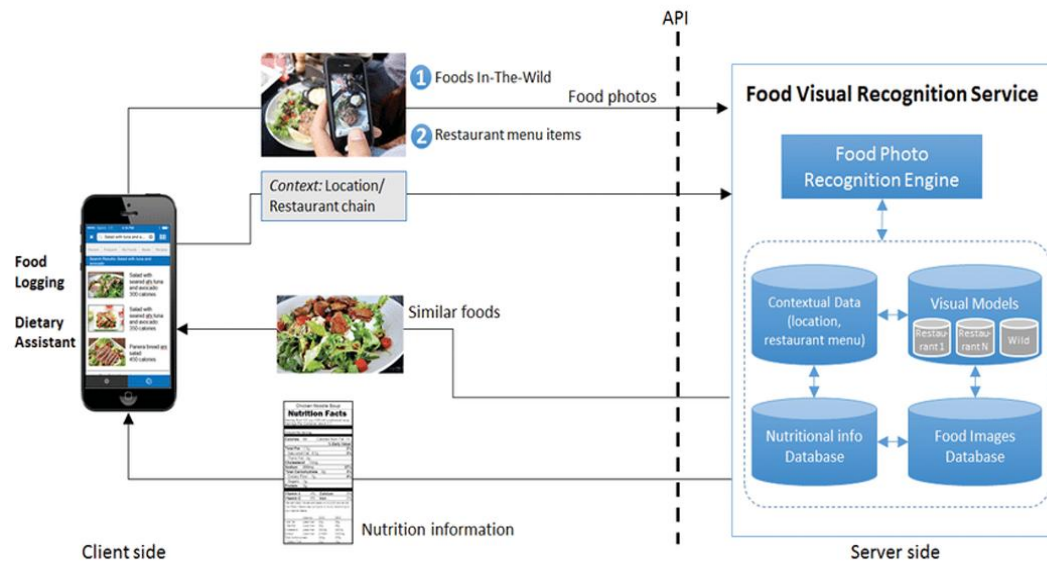 API
1 Foods In-The-Wild
Food photos
2 Restaurant menu items
Context: Location/
Restaurant chain
Food
Logging
Dietary
Assistant
Salad with
seared ahi tuna
and avocado
300 calories
Salad with
seared ahi tuna
and avocado
350 calories
Panera bread
salad
450 calories
Similar foods
Chicken Noodle Soup
Nutrition Facts
Nutrition information
Client side
Food Visual Recognition Service
Food Photo
Recognition Engine
Contextual Data
(location,
restaurant menu)
Visual Models
Restau-
rant 1
Restau-
rant N
Wild
Nutritional info
Database
Food Images
Database
Server side